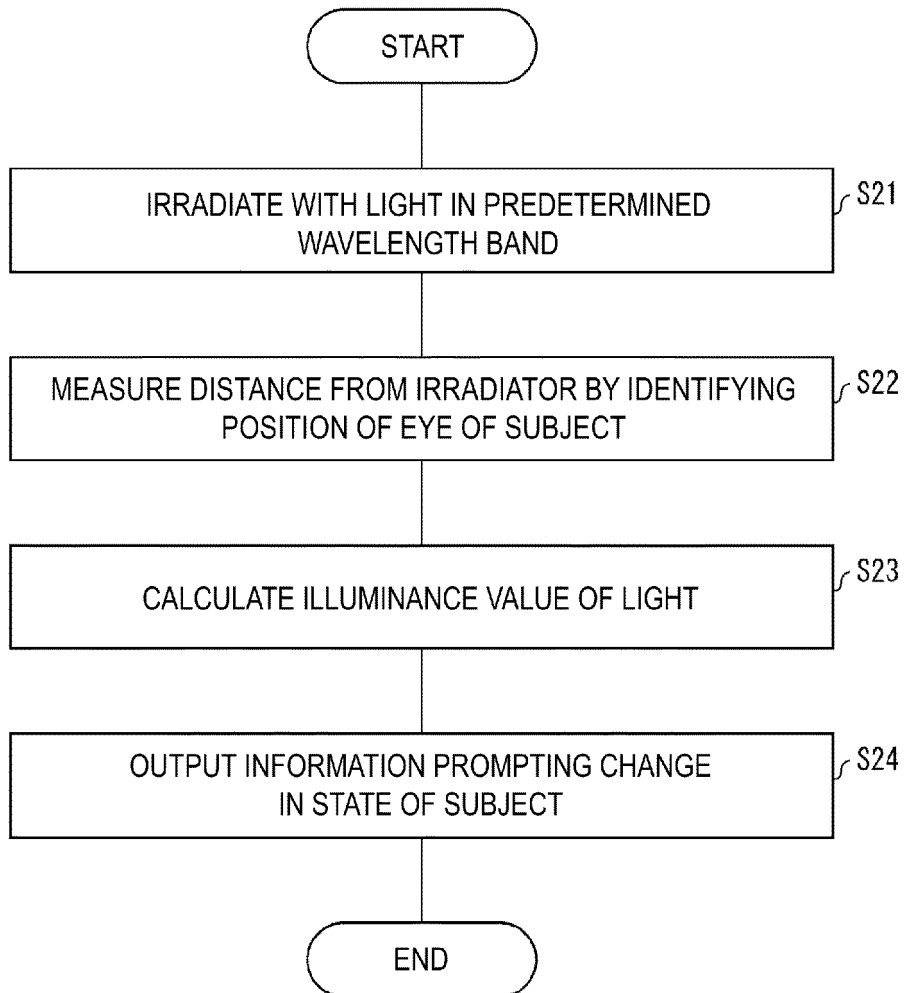 START
IRRADIATE WITH LIGHT IN PREDETERMINED
WAVELENGTH BAND
S21
MEASURE DISTANCE FROM IRRADIATOR BY IDENTIFYING
POSITION OF EYE OF SUBJECT
S22
CALCULATE ILLUMINANCE VALUE OF LIGHT
S23
OUTPUT INFORMATION PROMPTING CHANGE
IN STATE OF SUBJECT
S24
END